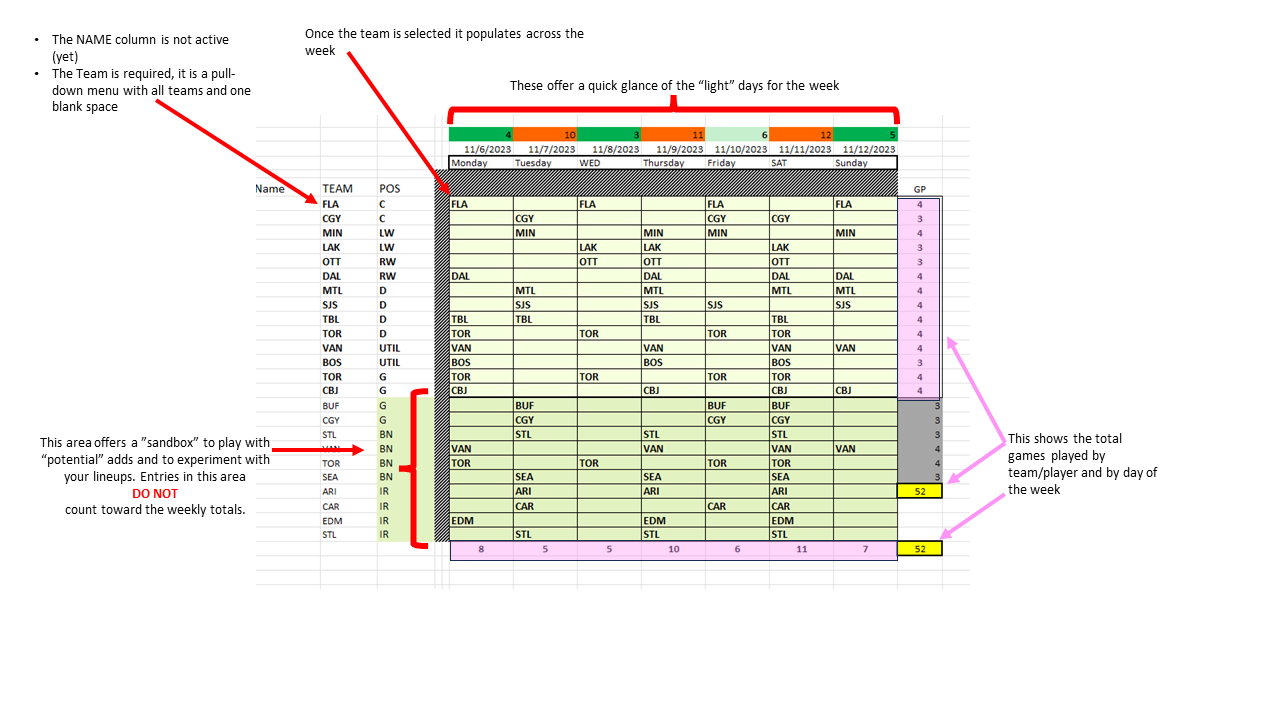 • The NAME column is not active
(yet)
• The Team is required, it is a pull-
down menu with all teams and one
blank space
Once the team is selected it populates across the
week
These offer a quick glance of the “light” days for the week
4 10 3 11 6 12 5
11/6/2023 11/7/2023 11/8/2023 11/9/2023 11/10/2023 11/11/2023 11/12/2023
Monday Tuesday WED Thursday Friday SAT Sunday
Name TEAM POS GP
FLA C FLA FLA FLA FLA 4
CGY C CGY CGY CGY 3
MIN LW MIN MIN MIN MIN 4
LAK LW LAK LAK LAK 3
OTT RW OTT OTT OTT 3
DAL RW DAL DAL DAL DAL 4
MTL D MTL MTL MTL MTL 4
SJS D SJS SJS SJS SJS 4
TBL D TBL TBL TBL TBL 4
TOR D TOR TOR TOR TOR 4
VAN UTIL VAN VAN VAN VAN 4
BOS UTIL BOS BOS BOS 3
TOR G TOR TOR TOR TOR 4
CBJ G CBJ CBJ CBJ CBJ 4
BUF G BUF BUF BUF 3
CGY G CGY CGY CGY 3
STL BN STL STL STL 3
VAN BN VAN VAN VAN VAN 4
TOR BN TOR TOR TOR TOR 4
SEA BN SEA SEA SEA 3
ARI IR ARI ARI ARI 52
CAR IR CAR CAR CAR
EDM IR EDM EDM EDM
STL IR STL STL STL
8 5 5 10 6 11 7 52
This area offers a ”sandbox” to play with
“potential” adds and to experiment with
your lineups. Entries in this area
DO NOT
count toward the weekly totals.
This shows the total
games played by
team/player and by day of
the week